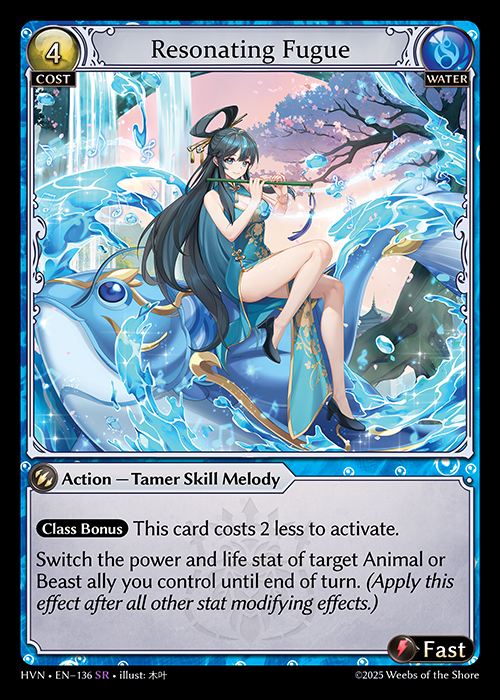 4
COST
Resonating Fugue
WATER
Action — Tamer Skill Melody
Class Bonus This card costs 2 less to activate.
Switch the power and life stat of target Animal or
Beast ally you control until end of turn. (Apply this
effect after all other stat modifying effects.)
Fast
HVN • EN-136 SR • illust: 木叶
©2025 Weebs of the Shore